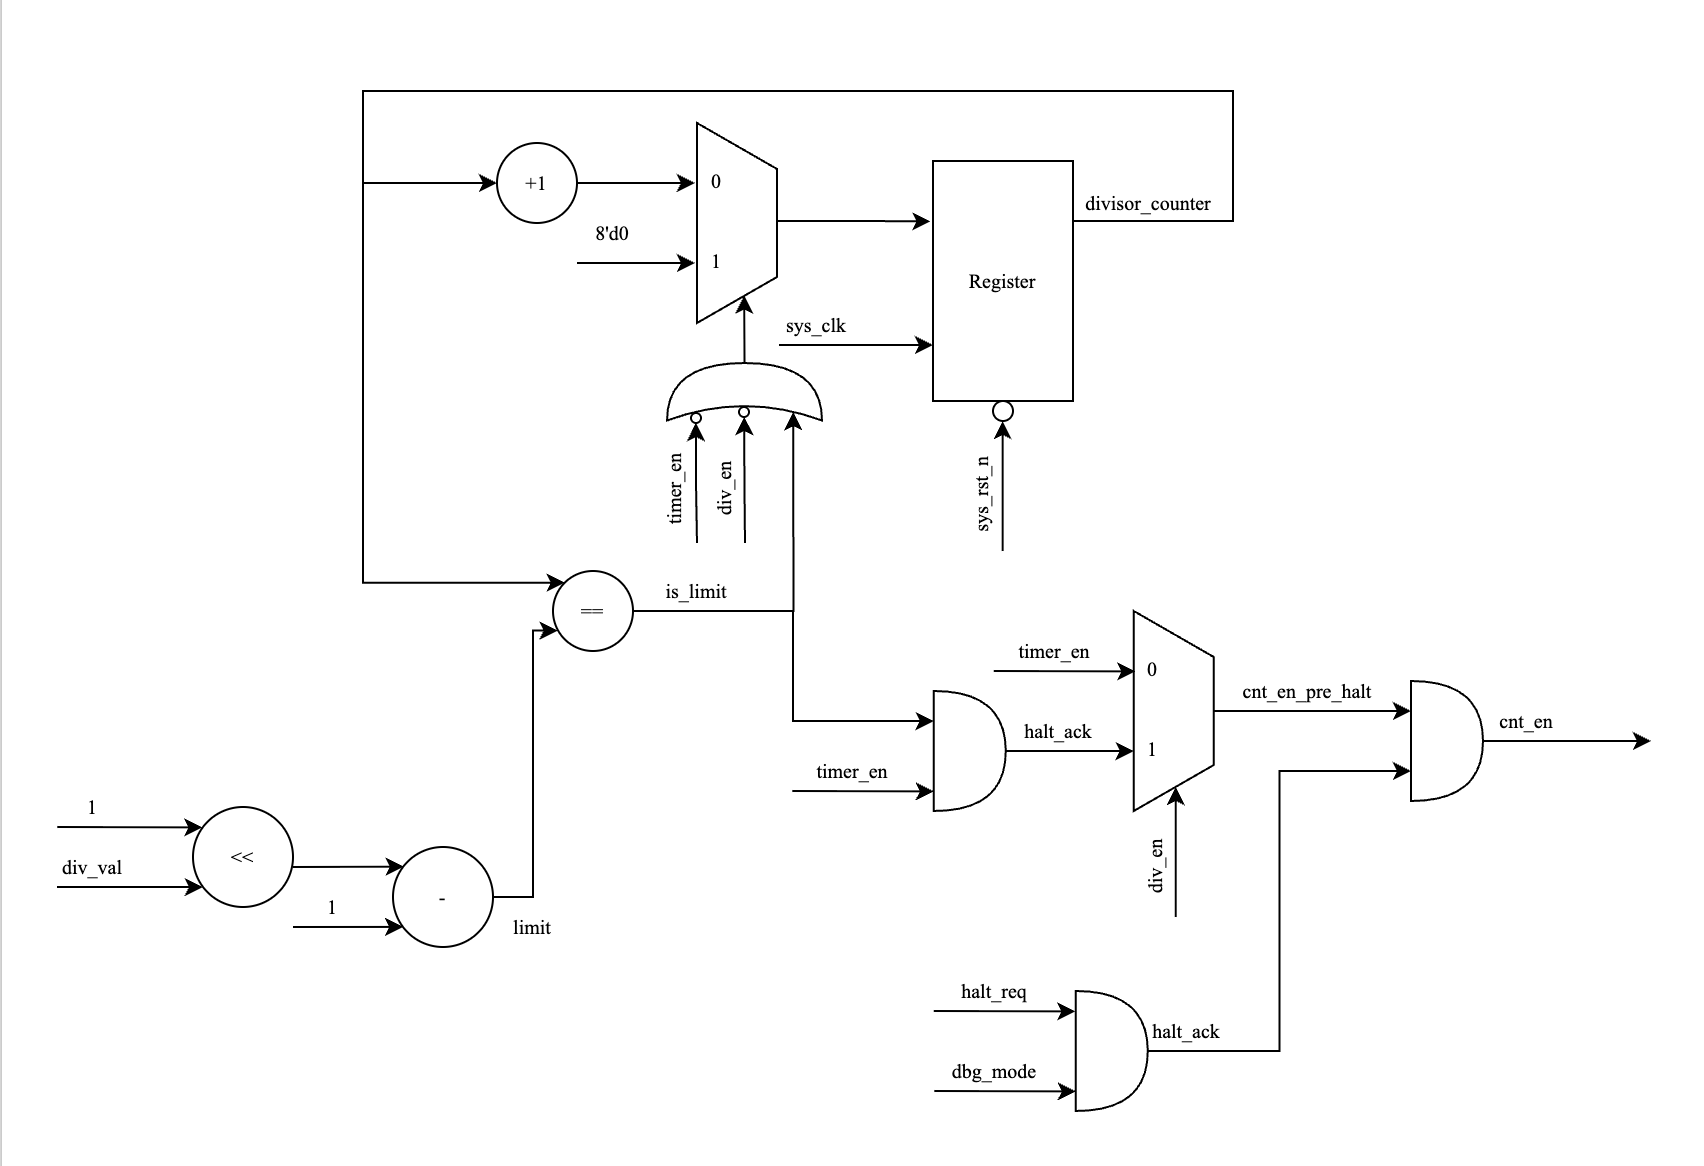 +1
0
8'd0
1
divisor_counter
Register
sys_clk
timer_en
div_en
sys_rst_n
==
is_limit
timer_en
0
cnt_en_pre_halt
cnt_en
halt_ack
1
timer_en
1
<<
div_val
div_en
1
-
limit
halt_req
halt_ack
dbg_mode